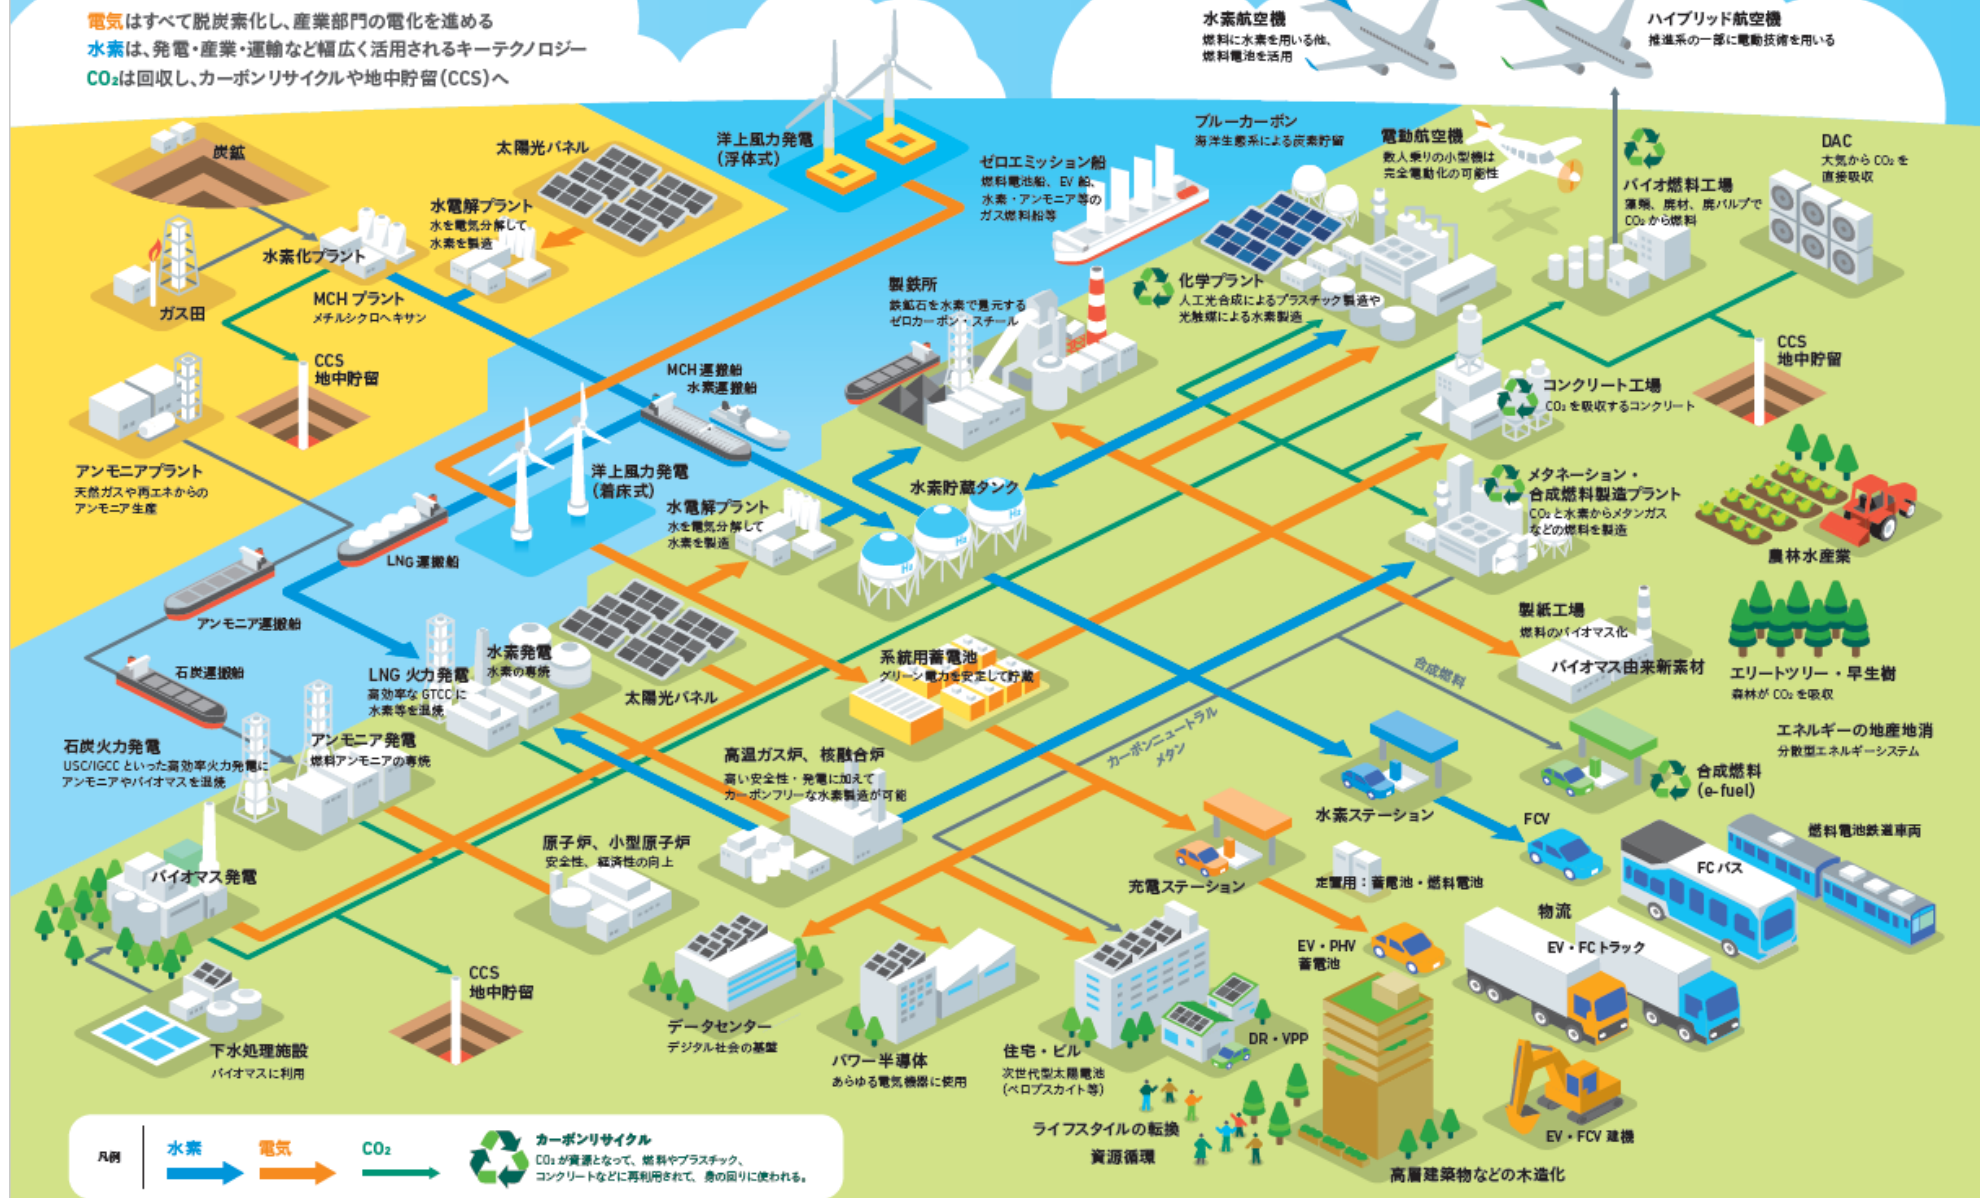 電気はすべて脱炭素化し、産業部門の電化を進める
水素は、発電・産業・運輸など幅広く活用されるキーテクノロジー
CO₂は回収し、カーボンリサイクルや地中貯留(CCS)へ
水素航空機
燃料に水素を用いる他、
燃料電池を活用
ハイブリッド航空機
推進系の一部に電動技術を用いる
炭鉱
太陽光パネル
洋上風力発電
(浮体式)
ゼロエミッション船
燃料電池船、EV 船、
水素・アンモニア等の
ガス燃料船等
ブルーカーボン
海洋生態系による炭素貯留
電動航空機
数人乗りの小型機は
完全電動化の可能性
バイオ燃料工場
藻類、廃材、廃パルプで
CO₂ から燃料
DAC
大気から CO₂ を
直接吸収
水電解プラント
水を電気分解して
水素を製造
水素化プラント
ガス田
MCH プラント
メチルシクロヘキサン
CCS
地中貯留
製鉄所
鉄鉱石を水素で還元する
ゼロカーボン・スチール
化学プラント
人工光合成によるプラスチック製造や
光触媒による水素製造
CCS
地中貯留
MCH 運搬船
水素運搬船
コンクリート工場
CO₂ を吸収するコンクリート
アンモニアプラント
天然ガスや再エネからの
アンモニア生産
洋上風力発電
(着床式)
水電解プラント
水を電気分解して
水素を製造
水素貯蔵タンク
H₂
H₂
H₂
メタネーション・
合成燃料製造プラント
CO₂ と水素からメタンガス
などの燃料を製造
農林水産業
LNG 運搬船
アンモニア運搬船
石炭運搬船
LNG 火力発電
高効率な GTCC に
水素等を混焼
水素発電
水素の専焼
太陽光パネル
系統用蓄電池
グリーン電力を安定して貯蔵
製紙工場
燃料のバイオマス化
バイオマス由来新素材
エリートツリー・早生樹
森林が CO₂ を吸収
合成燃料
カーボンニュートラル
メタン
エネルギーの地産地消
分散型エネルギーシステム
石炭火力発電
USC/IGCC といった高効率火力発電に
アンモニアやバイオマスを混焼
アンモニア発電
燃料アンモニアの専焼
高温ガス炉、核融合炉
高い安全性・発電に加えて
カーボンフリーな水素製造が可能
合成燃料
(e-fuel)
水素ステーション
FCV
燃料電池鉄道車両
FC バス
原子炉、小型原子炉
安全性、経済性の向上
バイオマス発電
充電ステーション
定置用：蓄電池・燃料電池
物流
EV・FC トラック
EV・PHV
蓄電池
CCS
地中貯留
データセンター
デジタル社会の基盤
パワー半導体
あらゆる電気機器に使用
住宅・ビル
次世代型太陽電池
(ペロブスカイト等)
DR・VPP
下水処理施設
バイオマスに利用
ライフスタイルの転換
資源循環
高層建築物などの木造化
EV・FCV 建機
凡例
水素
電気
CO₂
カーボンリサイクル
CO₂ が資源となって、燃料やプラスチック、
コンクリートなどに再利用されて、身の回りに使われる。